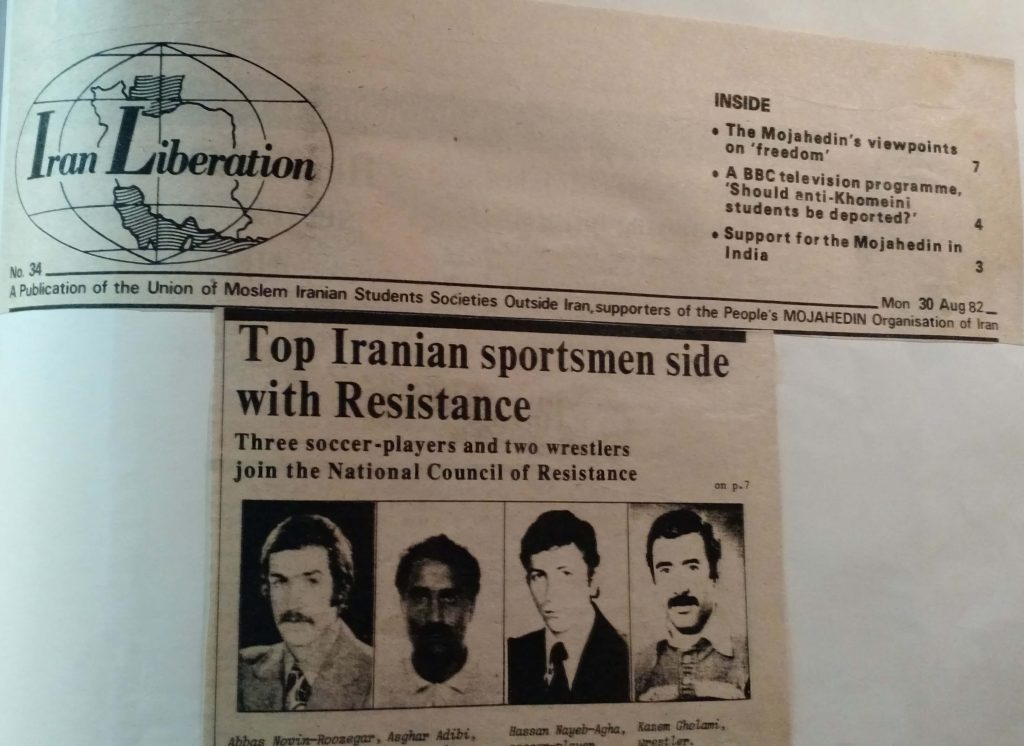 Iran Liberation
INSIDE
• The Mojahedin's viewpoints
on 'freedom'
7
• A BBC television programme,
'Should anti-Khomeini
students be deported?'
4
• Support for the Mojahedin in
India
3
No. 34
Mon 30 Aug 82
A Publication of the Union of Moslem Iranian Students Societies Outside Iran, supporters of the People's MOJAHEDIN Organisation of Iran
Top Iranian sportsmen side
with Resistance
Three soccer-players and two wrestlers
join the National Council of Resistance
on p.7
Abbas Novin-Roozegar, Asghar Adibi,
Hassan Nayeb-Agha,
soccer-player
Kazem Gholami,
wrestler.